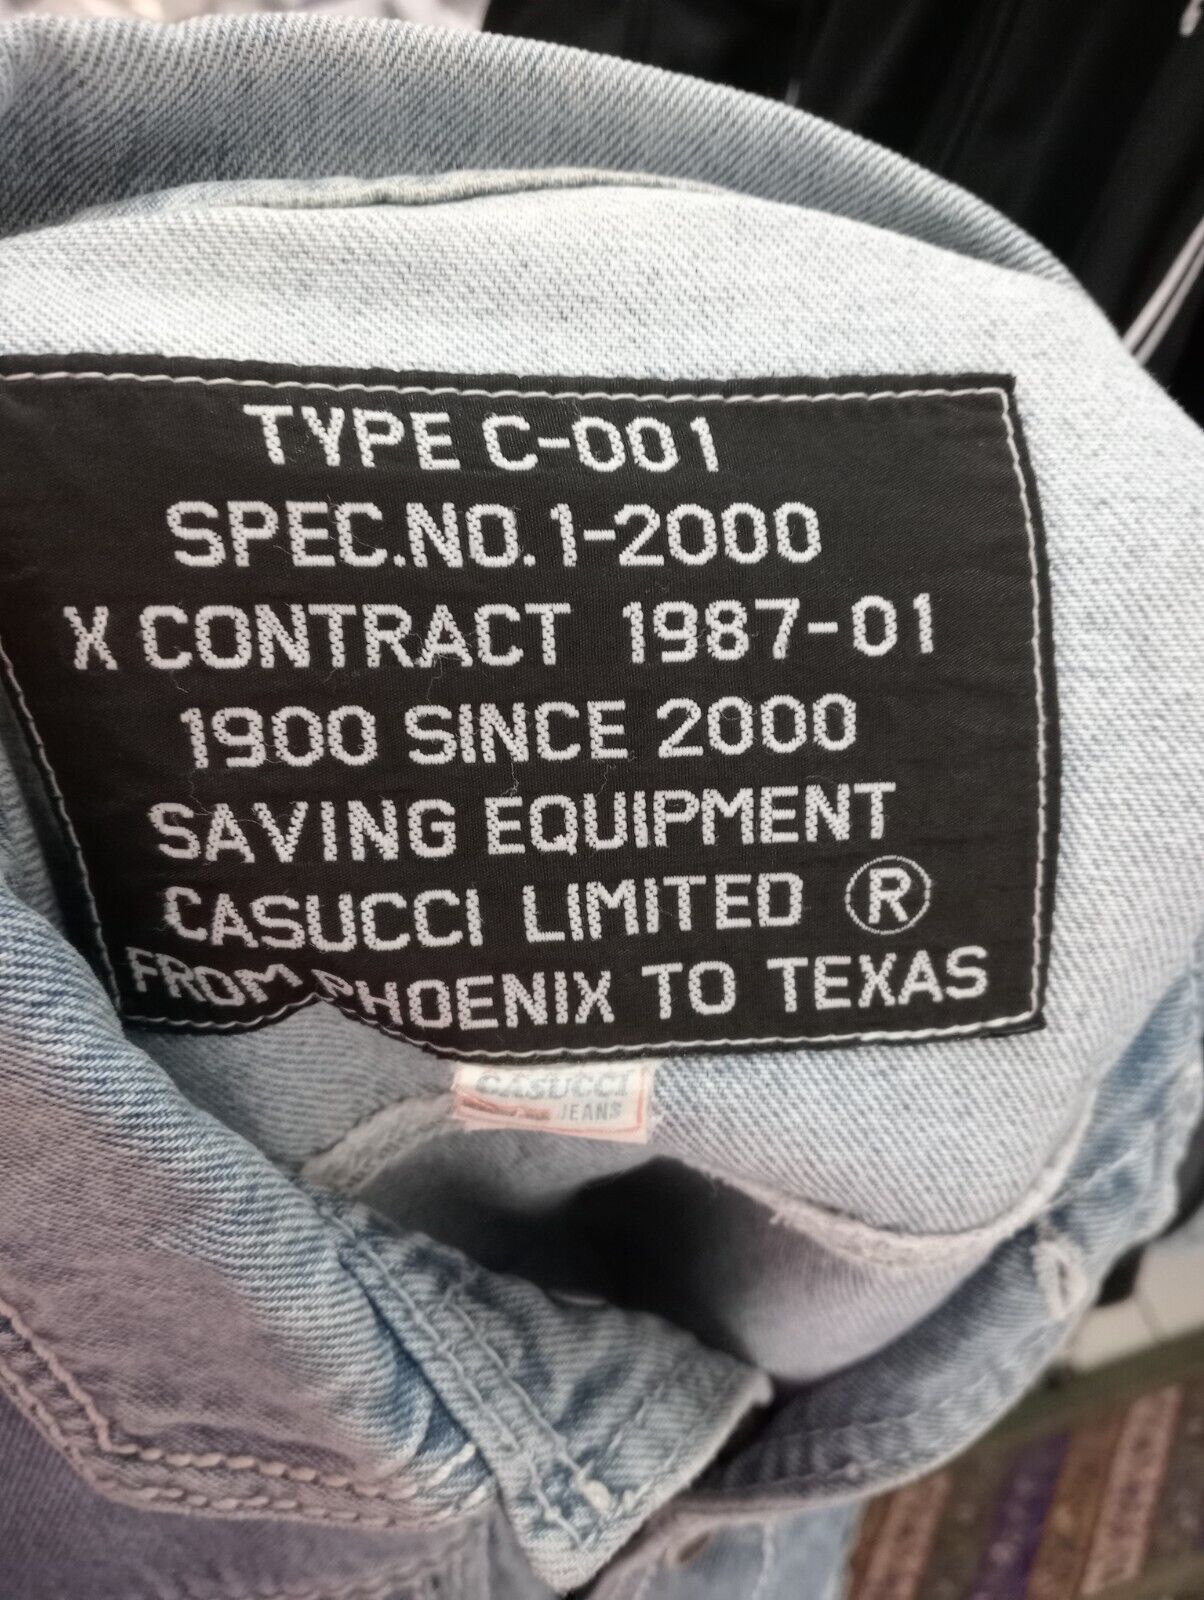 TYPE C-001
SPEC.NO. 1-2000
X CONTRACT 1987-01
1900 SINCE 2000
SAVING EQUIPMENT
CASUCCI LIMITED ®
FROM PHOENIX TO TEXAS
CASUCCI
JEANS